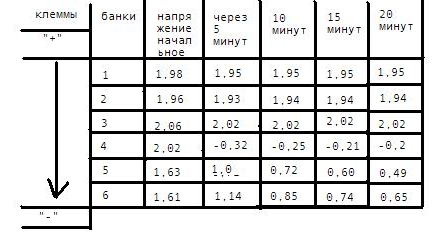 клеммы банки напряжение начальное через 5 минут 10 минут 15 минут 20 минут
"+"
1 1,98 1,95 1,95 1,95 1,95
2 1,96 1,93 1,94 1,94 1,94
3 2,06 2,02 2,02 2,02 2,02
4 2,02 -0,32 -0,25 -0,21 -0,2
5 1,63 1,0_ 0,72 0,60 0,49
6 1,61 1,14 0,85 0,74 0,65
"-"